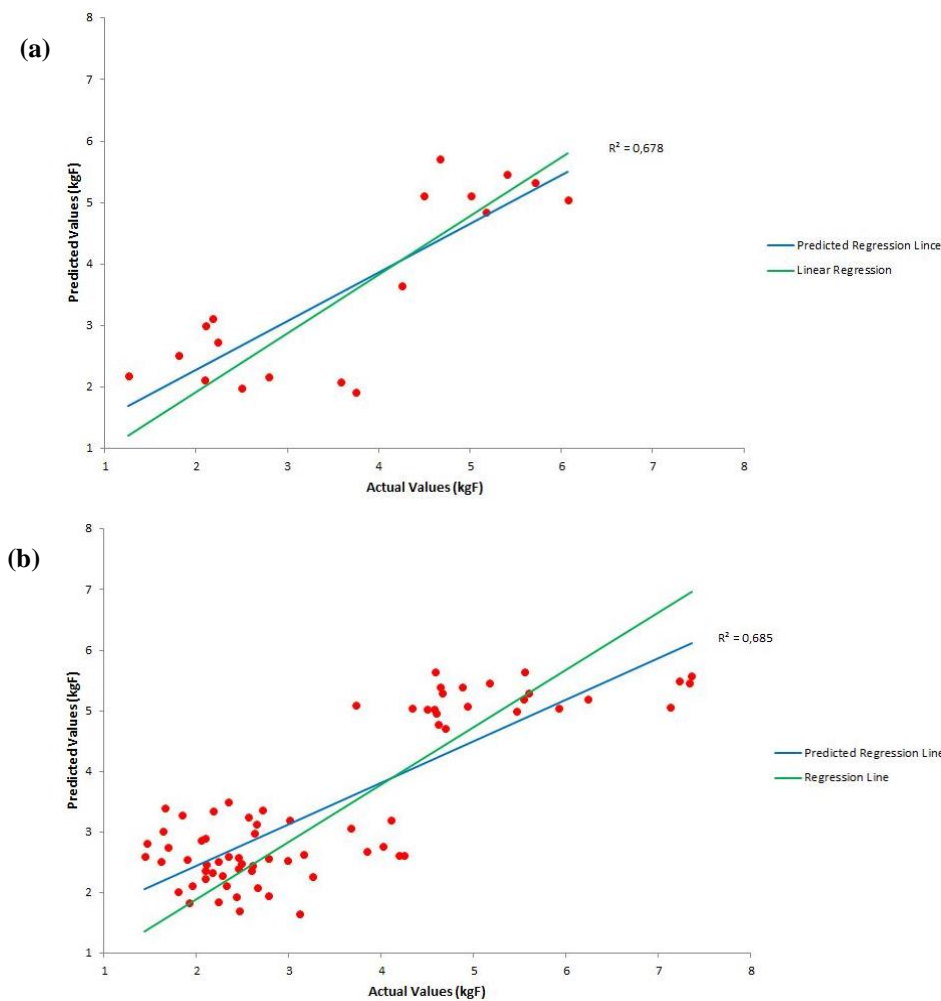 (a)
8
7
6
5
4
3
2
1
Predicted Values (kgF)
R² = 0,678
Predicted Regression Lince
Linear Regression
1 2 3 4 5 6 7 8
Actual Values (kgF)
(b)
8
7
6
5
4
3
2
1
Predicted Values (kgF)
R² = 0,685
Predicted Regression Line
Regression Line
1 2 3 4 5 6 7 8
Actual Values (kgF)